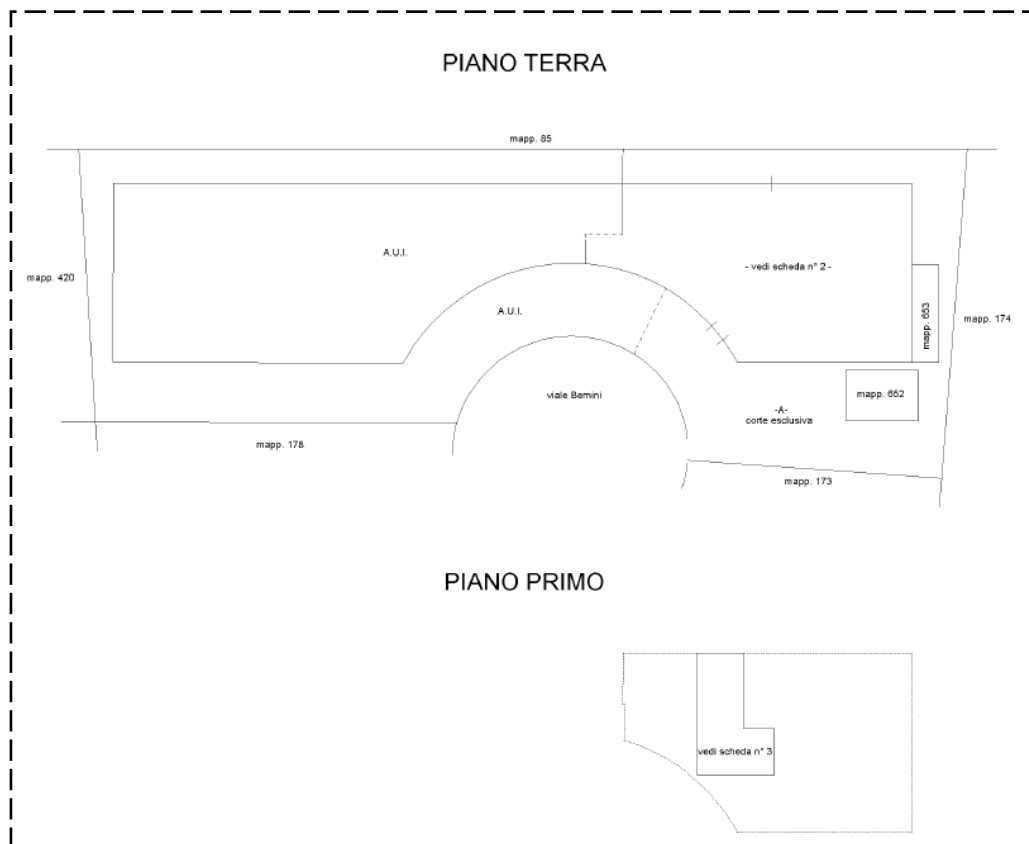 PIANO TERRA
mapp. 85
A.U.I.
- vedi scheda n° 2 -
mapp. 420
A.U.I.
mapp. 653
mapp. 174
viale Bernini
mapp. 652
-A-
corte esclusiva
mapp. 178
mapp. 173
PIANO PRIMO
vedi scheda n° 3